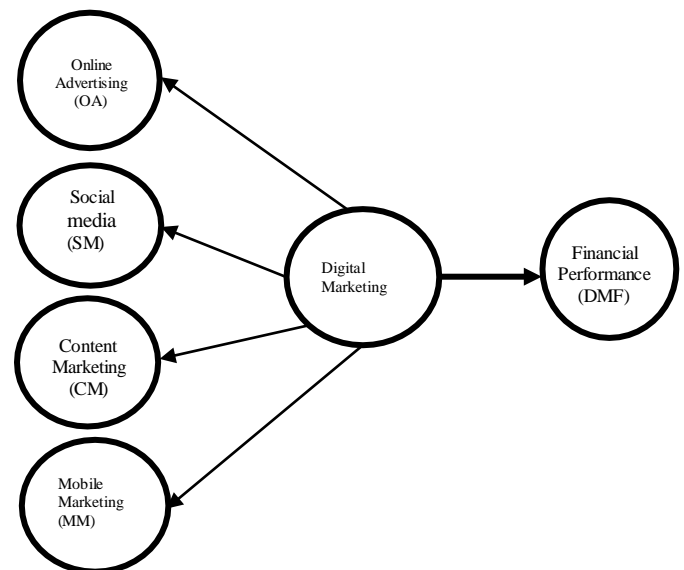 Online
Advertising
(OA)
Social
media
(SM)
Content
Marketing
(CM)
Mobile
Marketing
(MM)
Digital
Marketing
Financial
Performance
(DMF)